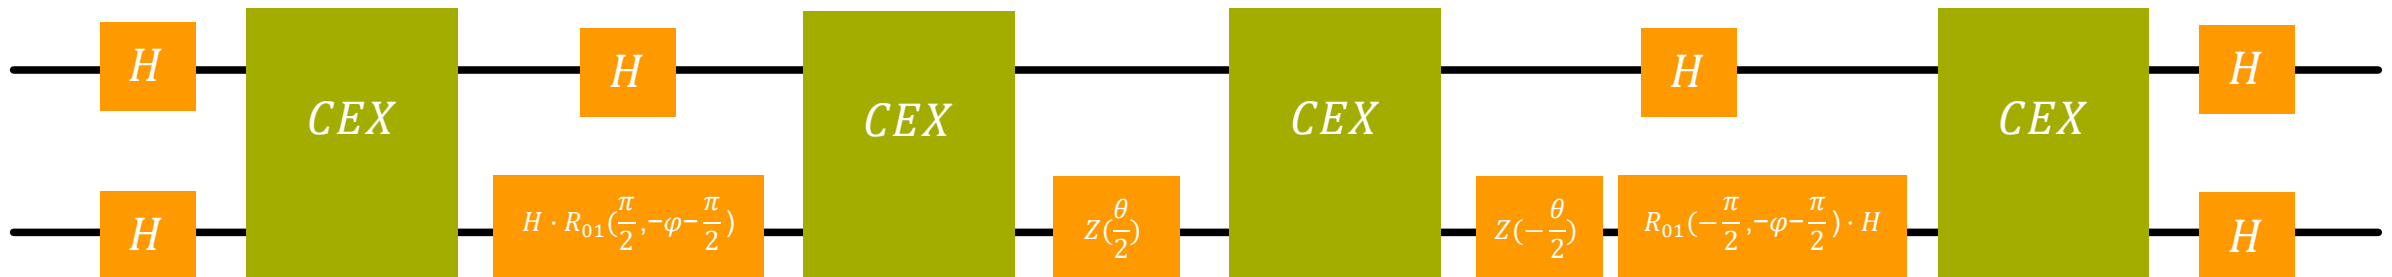 H CEX H CEX CEX H CEX H
H H · R₀₁(π/2,−φ−π/2) Z(θ/2) Z(−θ/2) R₀₁(−π/2,−φ−π/2) · H H